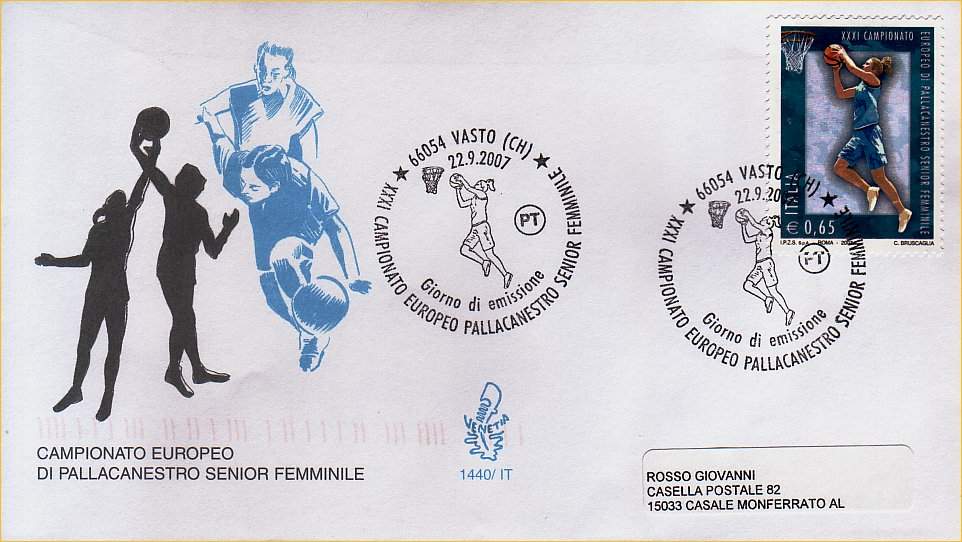 XXXI CAMPIONATO
EUROPEO DI PALLACANESTRO SENIOR FEMMINILE
ITALIA
€ 0,65
I.P.Z.S. S.p.A. - ROMA - 2007
C. BRUSCAGLIA
66054 VASTO (CH)
22.9.2007
PT
Giorno di emissione
XXXI CAMPIONATO EUROPEO PALLACANESTRO SENIOR FEMMINILE
66054 VASTO (CH)
22.9.20
PT
Giorno di emissione
XXXI CAMPIONATO EUROPEO PALLACANESTRO SENIOR FEMMINILE
CAMPIONATO EUROPEO
DI PALLACANESTRO SENIOR FEMMINILE
VENETIA
1440/ IT
ROSSO GIOVANNI
CASELLA POSTALE 82
15033 CASALE MONFERRATO AL